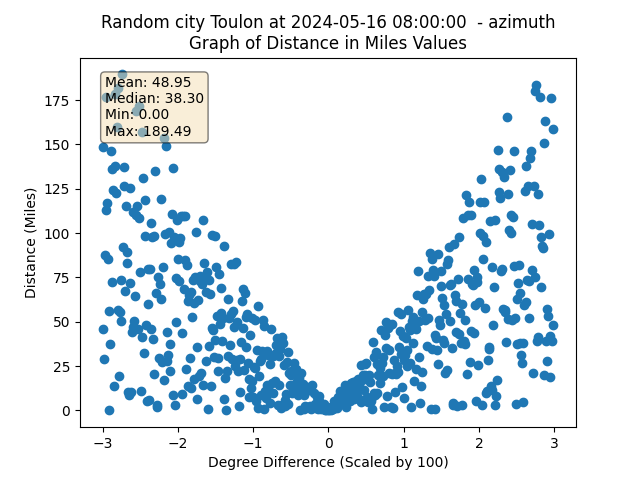 Random city Toulon at 2024-05-16 08:00:00  - azimuth
Graph of Distance in Miles Values
Mean: 48.95
Median: 38.30
Min: 0.00
Max: 189.49
175
150
125
100
75
50
25
0
Distance (Miles)
−3 −2 −1 0 1 2 3
Degree Difference (Scaled by 100)